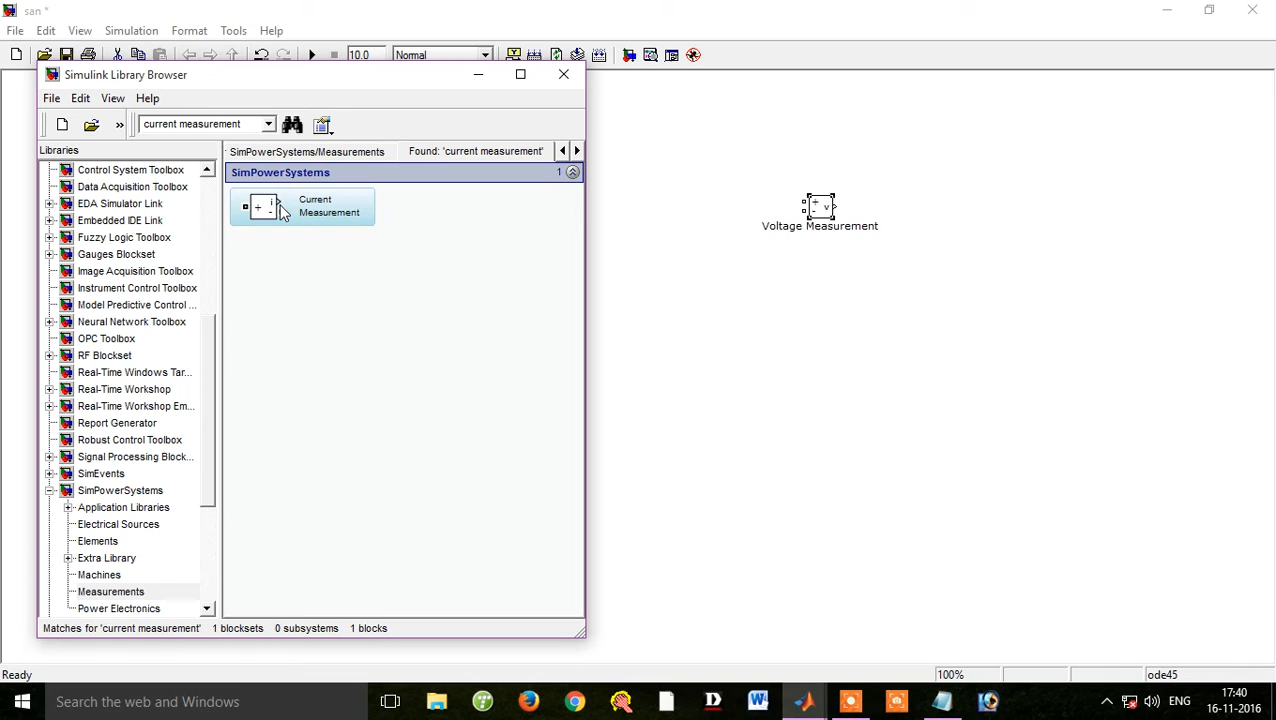 san *
File Edit View Simulation Format Tools Help
10.0 Normal
Simulink Library Browser
File Edit View Help
» current measurement
Libraries
SimPowerSystems/Measurements Found: 'current measurement'
SimPowerSystems 1
Current
Measurement
+ i
-
Control System Toolbox
Data Acquisition Toolbox
EDA Simulator Link
Embedded IDE Link
Fuzzy Logic Toolbox
Gauges Blockset
Image Acquisition Toolbox
Instrument Control Toolbox
Model Predictive Control ...
Neural Network Toolbox
OPC Toolbox
RF Blockset
Real-Time Windows Tar...
Real-Time Workshop
Real-Time Workshop Em...
Report Generator
Robust Control Toolbox
Signal Processing Block...
SimEvents
SimPowerSystems
Application Libraries
Electrical Sources
Elements
Extra Library
Machines
Measurements
Power Electronics
Matches for 'current measurement' 1 blocksets 0 subsystems 1 blocks
+ v
-
Voltage Measurement
Ready 100% ode45
Search the web and Windows
D W
ENG
17:40
16-11-2016